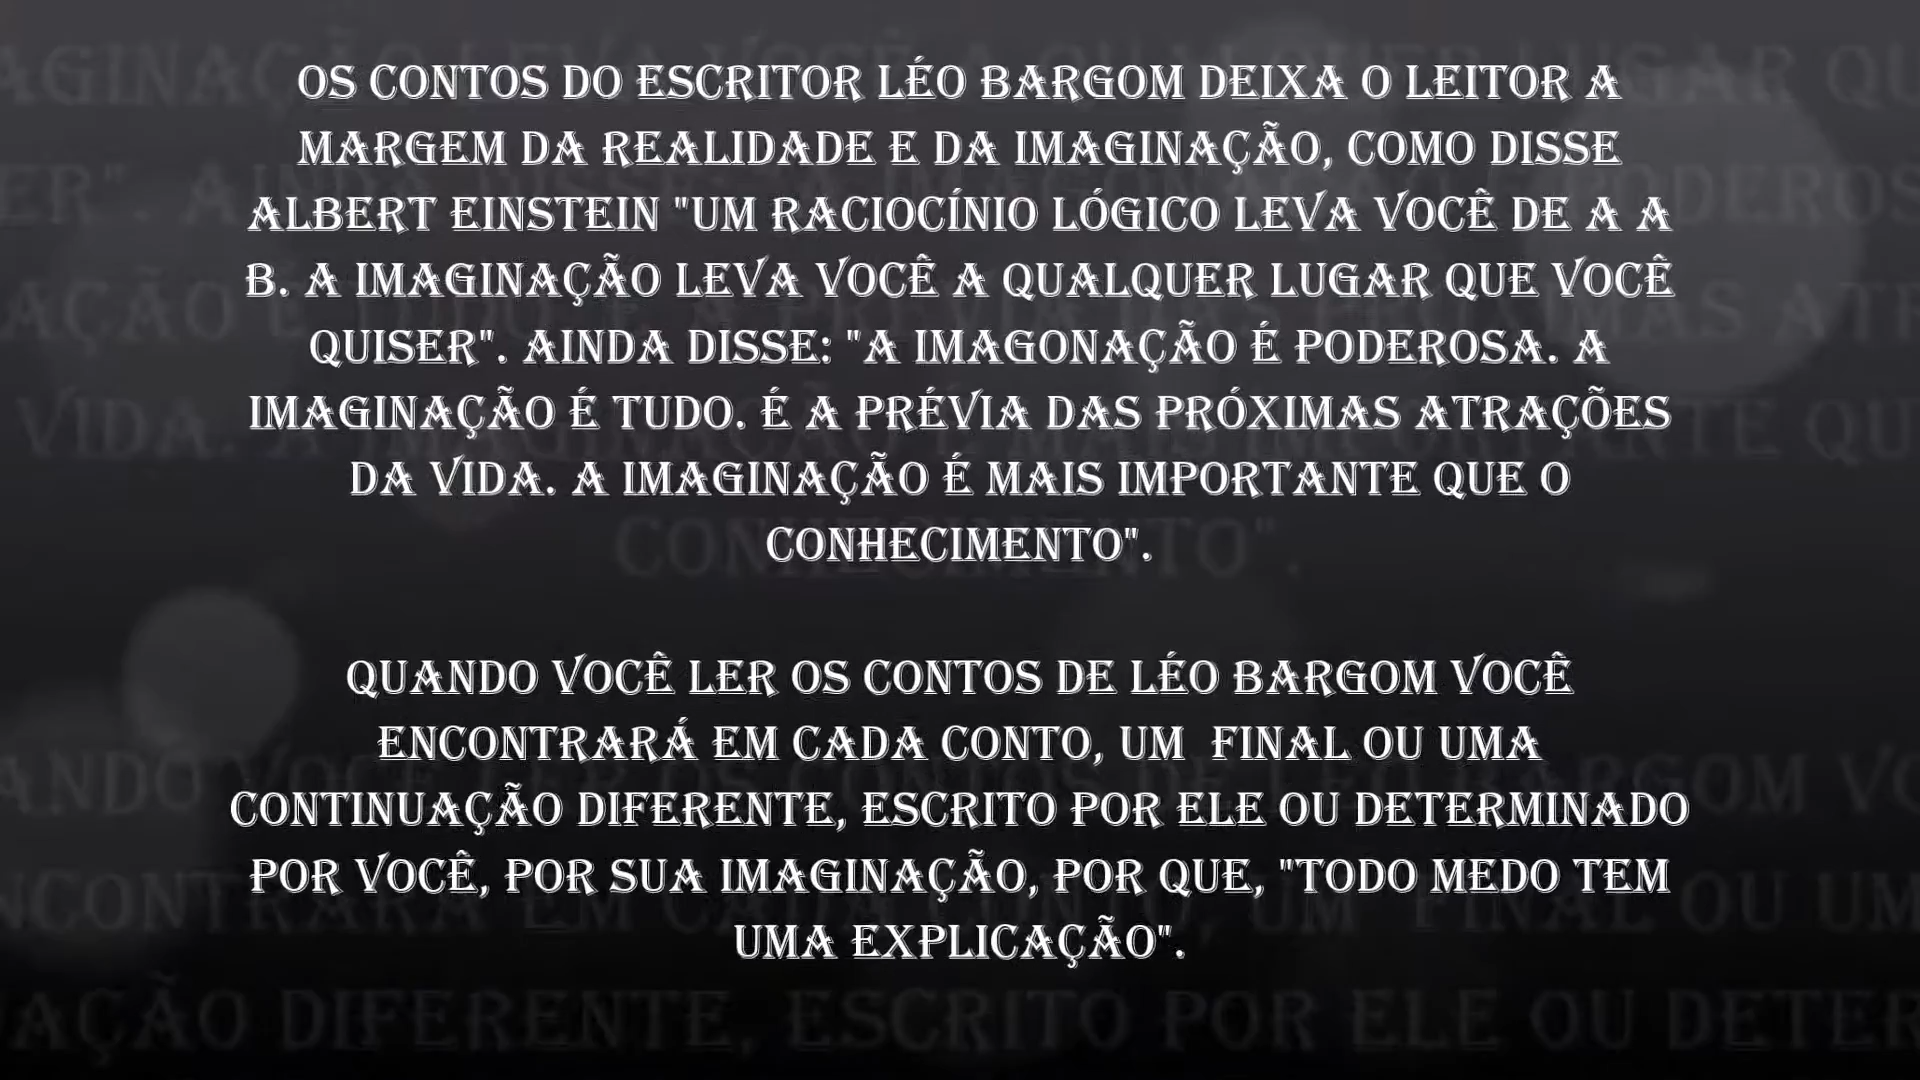 OS CONTOS DO ESCRITOR LÉO BARGOM DEIXA O LEITOR A
MARGEM DA REALIDADE E DA IMAGINAÇÃO, COMO DISSE
ALBERT EINSTEIN "UM RACIOCÍNIO LÓGICO LEVA VOCÊ DE A A
B. A IMAGINAÇÃO LEVA VOCÊ A QUALQUER LUGAR QUE VOCÊ
QUISER". AINDA DISSE: "A IMAGONAÇÃO É PODEROSA. A
IMAGINAÇÃO É TUDO. É A PRÉVIA DAS PRÓXIMAS ATRAÇÕES
DA VIDA. A IMAGINAÇÃO É MAIS IMPORTANTE QUE O
CONHECIMENTO".
QUANDO VOCÊ LER OS CONTOS DE LÉO BARGOM VOCÊ
ENCONTRARÁ EM CADA CONTO, UM  FINAL OU UMA
CONTINUAÇÃO DIFERENTE, ESCRITO POR ELE OU DETERMINADO
POR VOCÊ, POR SUA IMAGINAÇÃO, POR QUE, "TODO MEDO TEM
UMA EXPLICAÇÃO".